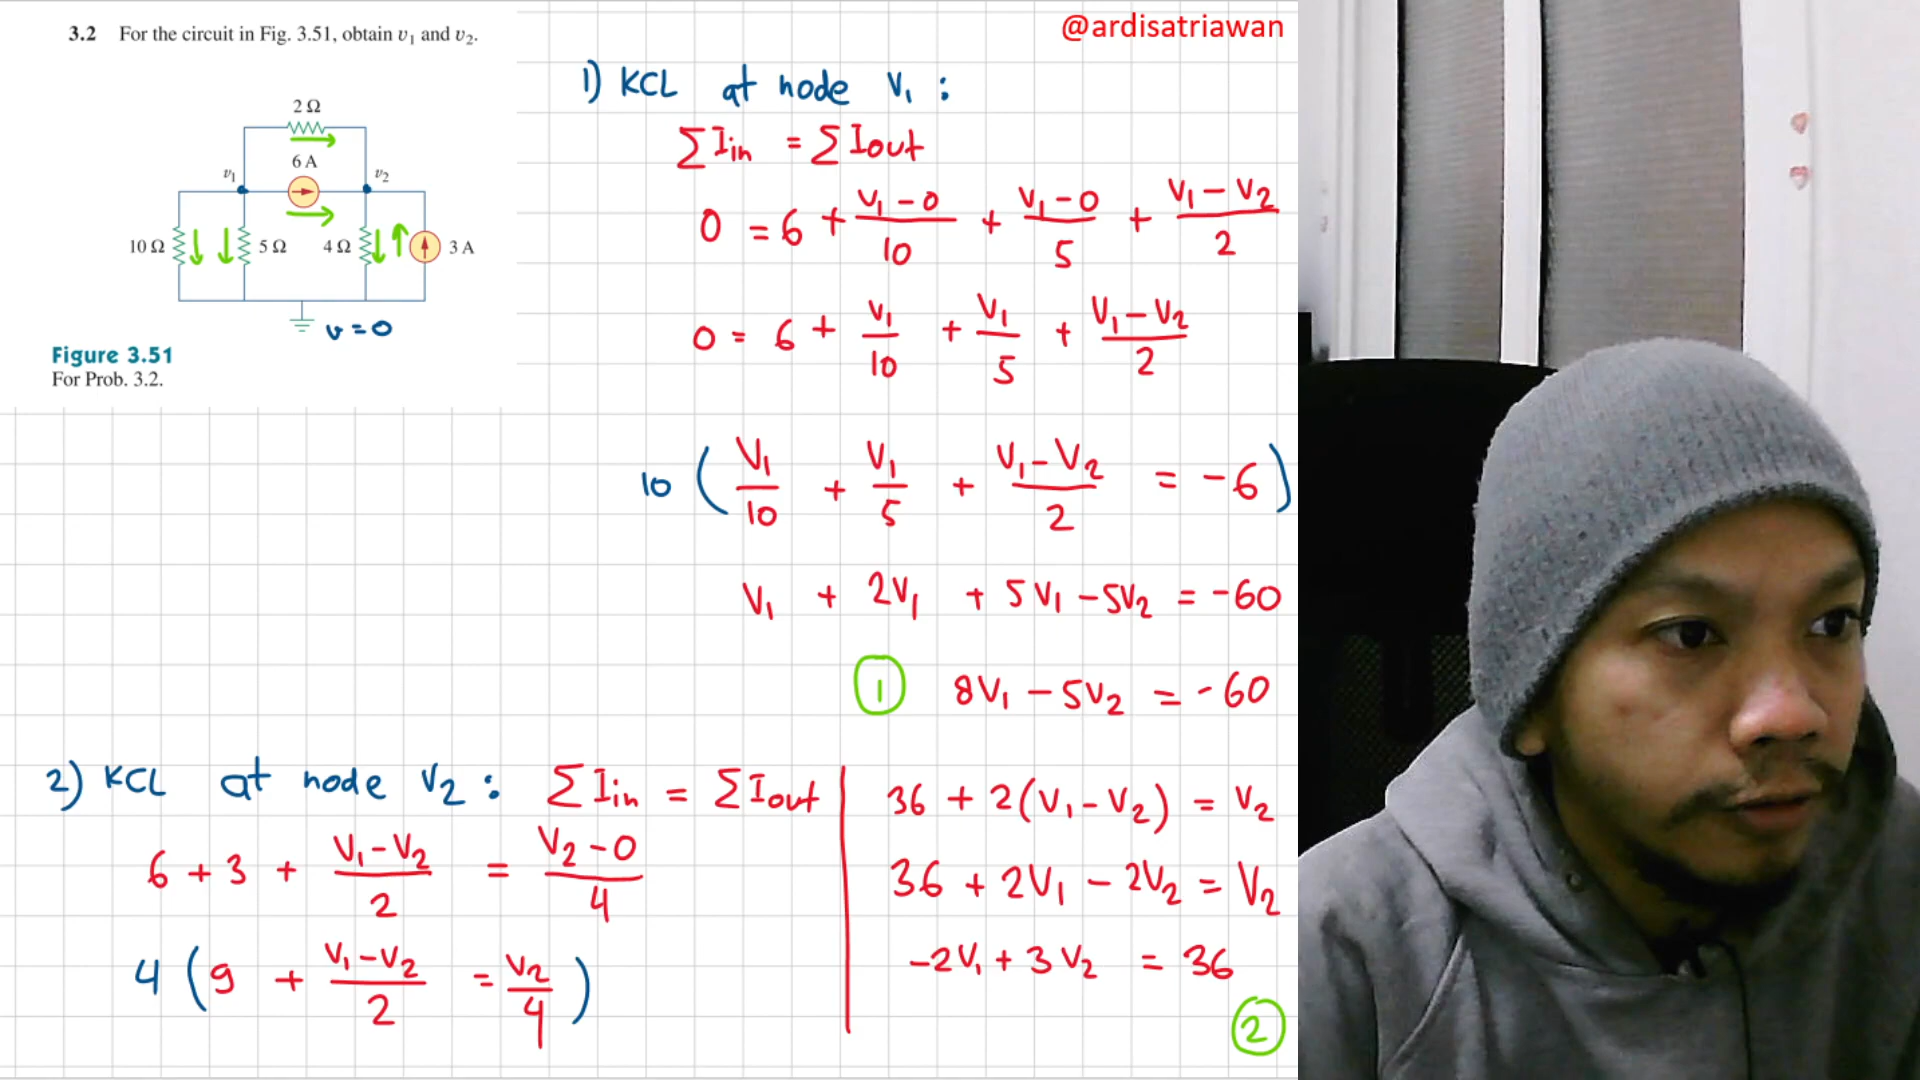 3.2 For the circuit in Fig. 3.51, obtain v₁ and v₂.
2 Ω
6 A
v₁
v₂
10 Ω
5 Ω
4 Ω
3 A
v = 0
Figure 3.51
For Prob. 3.2.
@ardisatriawan
1) KCL at node V₁ :
∑Iin = ∑Iout
0 = 6 + (V₁ - 0)/10 + (V₁ - 0)/5 + (V₁ - V₂)/2
0 = 6 + V₁/10 + V₁/5 + (V₁ - V₂)/2
10 ( V₁/10 + V₁/5 + (V₁ - V₂)/2 = -6 )
V₁ + 2V₁ + 5V₁ - 5V₂ = -60
1 8V₁ - 5V₂ = -60
2) KCL at node V₂ : ∑Iin = ∑Iout
6 + 3 + (V₁ - V₂)/2 = (V₂ - 0)/4
4 ( 9 + (V₁ - V₂)/2 = V₂/4 )
36 + 2(V₁ - V₂) = V₂
36 + 2V₁ - 2V₂ = V₂
-2V₁ + 3V₂ = 36
2